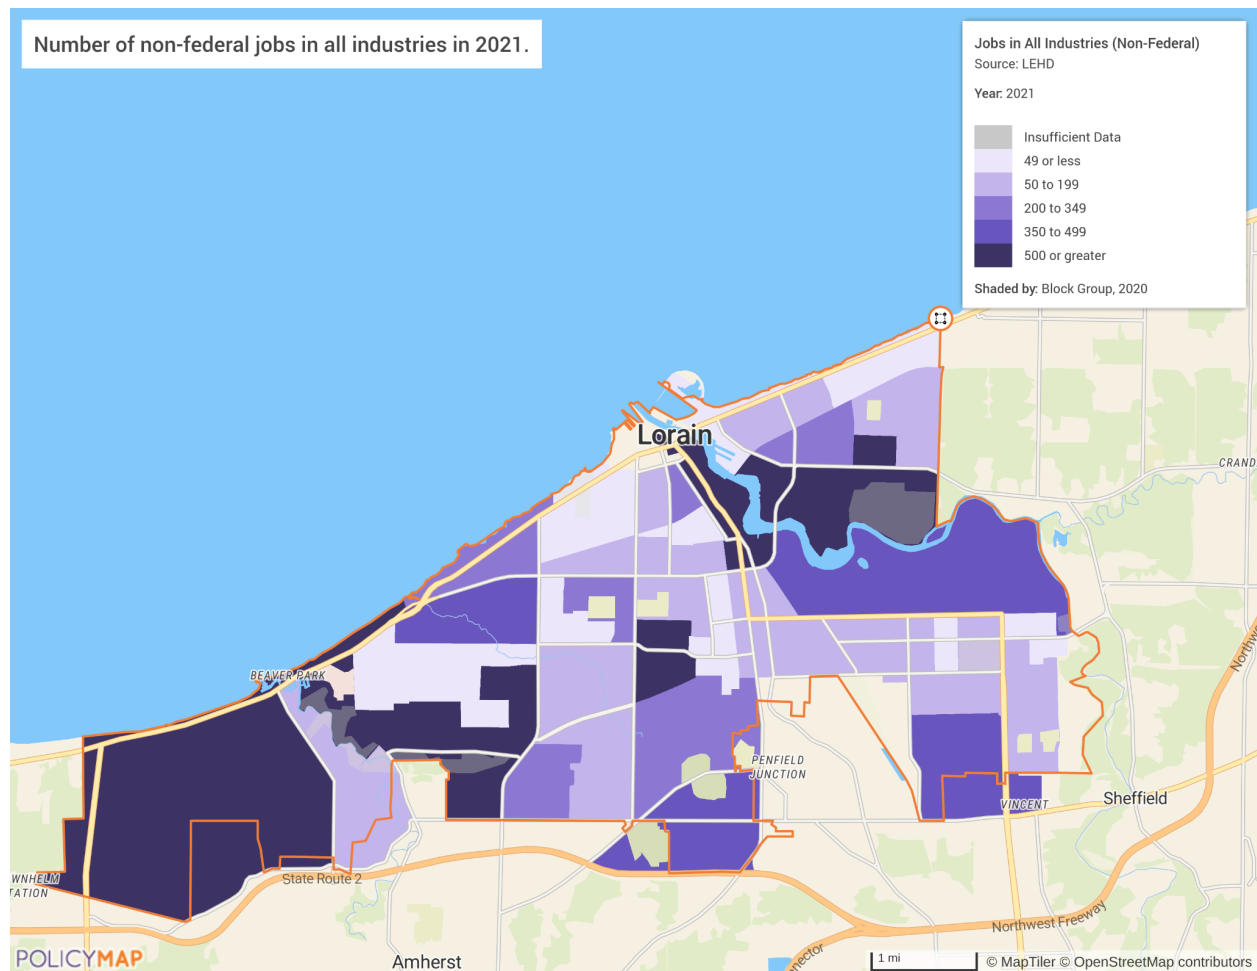 Number of non-federal jobs in all industries in 2021.
Jobs in All Industries (Non-Federal)
Source: LEHD
Year: 2021
Insufficient Data
49 or less
50 to 199
200 to 349
350 to 499
500 or greater
Shaded by: Block Group, 2020
Lorain
CRAND
BEAVER PARK
PENFIELD
JUNCTION
VINCENT
Sheffield
WNHELM
TATION
State Route 2
Northwe
Northwest Freeway
nnector
Amherst
POLICYMAP
1 mi
© MapTiler © OpenStreetMap contributors